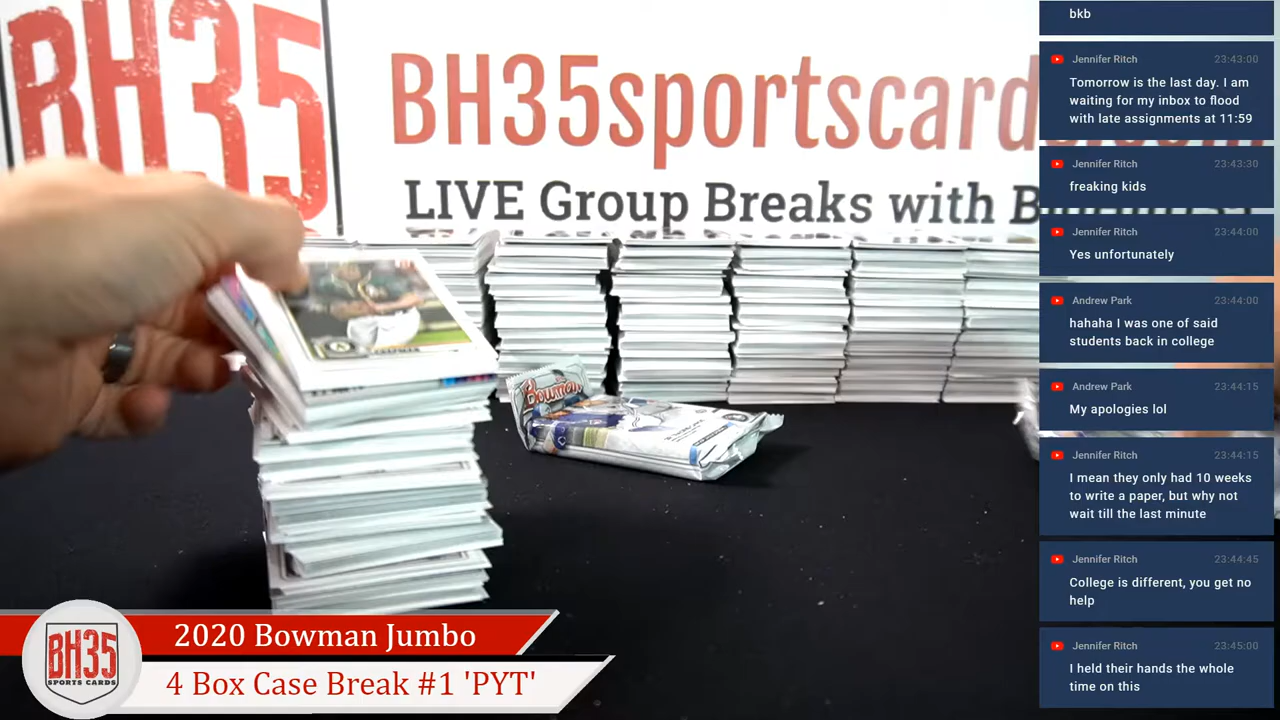 BH35
BH35sportscards
LIVE Group Breaks with B
Bowman
2020 Bowman Jumbo
4 Box Case Break #1 'PYT'
BH35
SPORTS CARDS
bkb
Jennifer Ritch 23:43:00
Tomorrow is the last day. I am
waiting for my inbox to flood
with late assignments at 11:59
Jennifer Ritch 23:43:30
freaking kids
Jennifer Ritch 23:44:00
Yes unfortunately
Andrew Park 23:44:00
hahaha I was one of said
students back in college
Andrew Park 23:44:15
My apologies lol
Jennifer Ritch 23:44:15
I mean they only had 10 weeks
to write a paper, but why not
wait till the last minute
Jennifer Ritch 23:44:45
College is different, you get no
help
Jennifer Ritch 23:45:00
I held their hands the whole
time on this